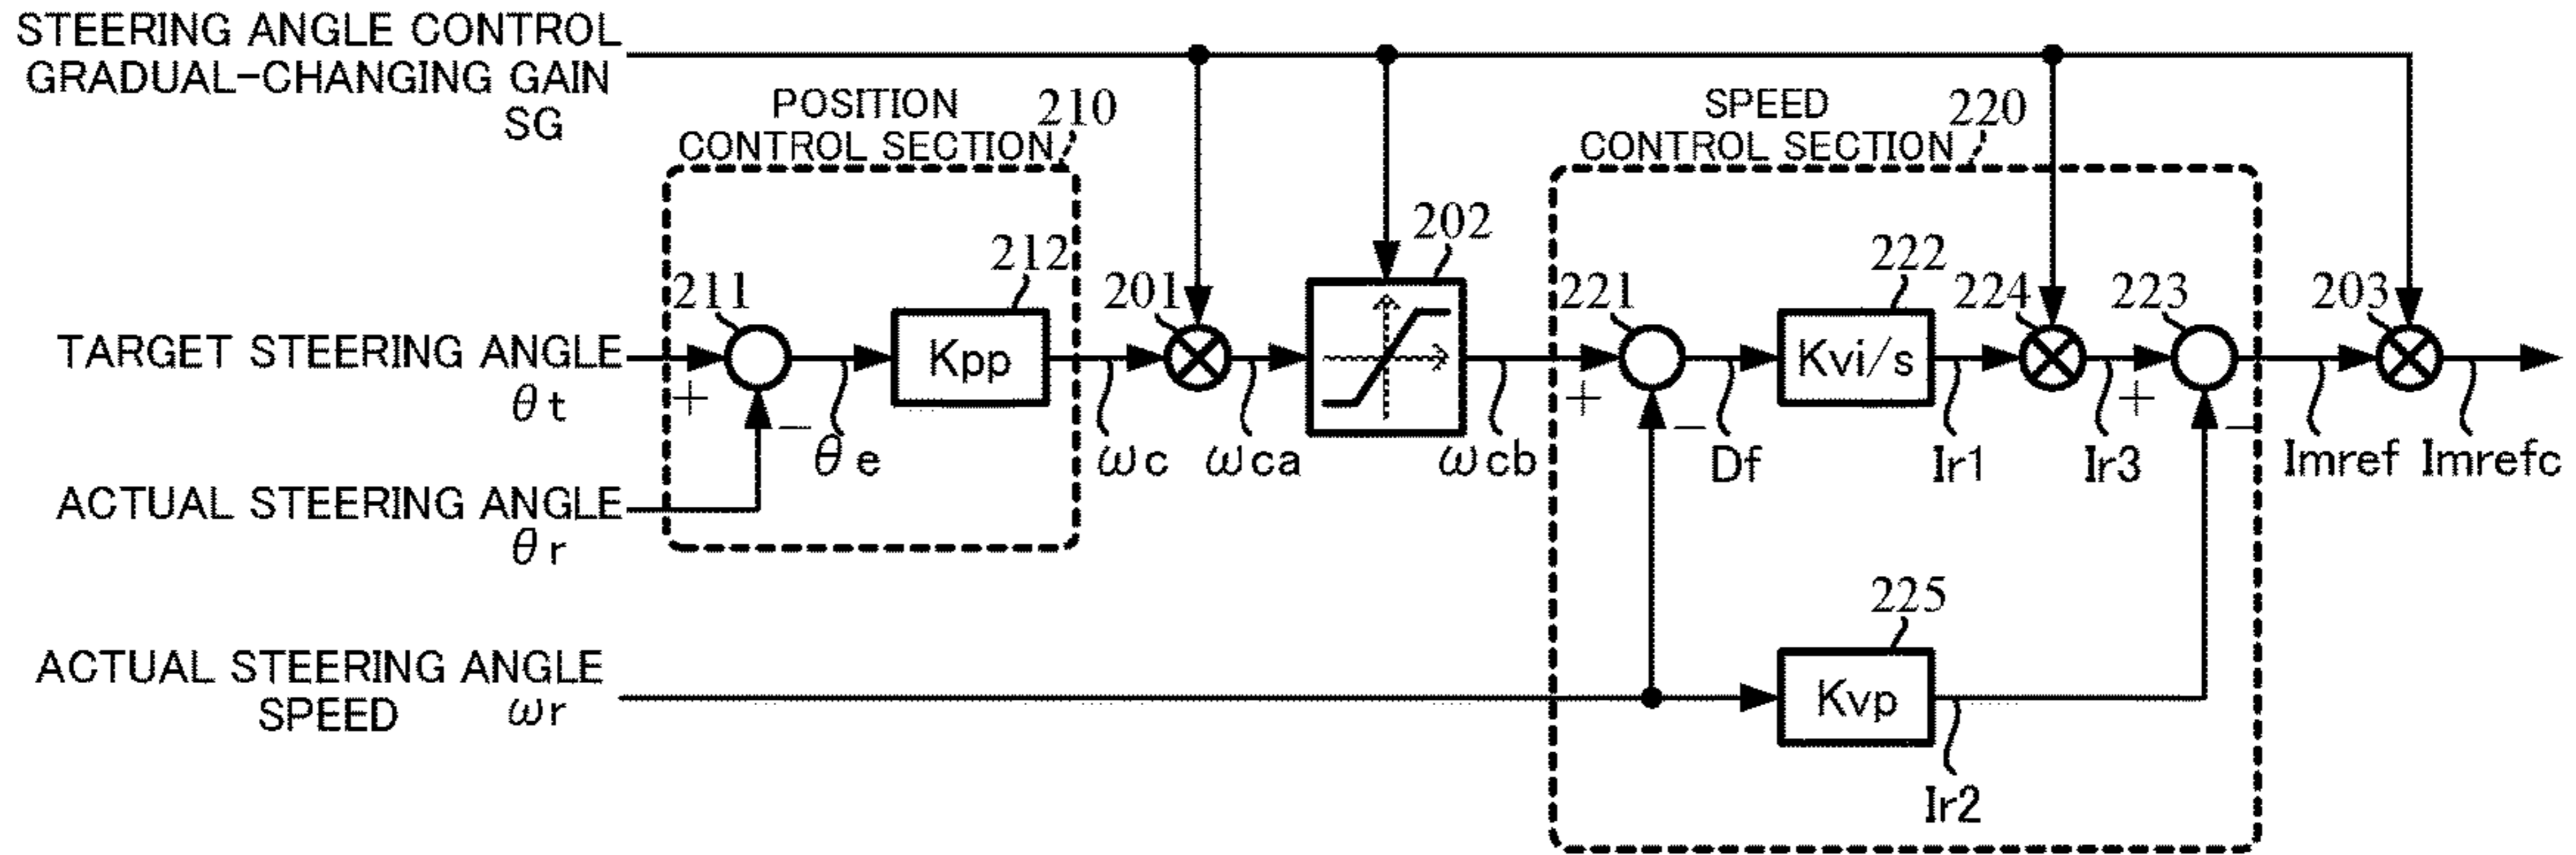 STEERING ANGLE CONTROL
GRADUAL-CHANGING GAIN
SG
POSITION
CONTROL SECTION
210
SPEED
CONTROL SECTION
220
211
212
201
202
221
222
224
223
203
TARGET STEERING ANGLE
θt
+
−
Kpp
Kvi/s
+
−
+
−
θe
ωc
ωca
ωcb
Df
Ir1
Ir3
Imref
Imrefc
ACTUAL STEERING ANGLE
θr
225
ACTUAL STEERING ANGLE
SPEED ωr
Kvp
Ir2